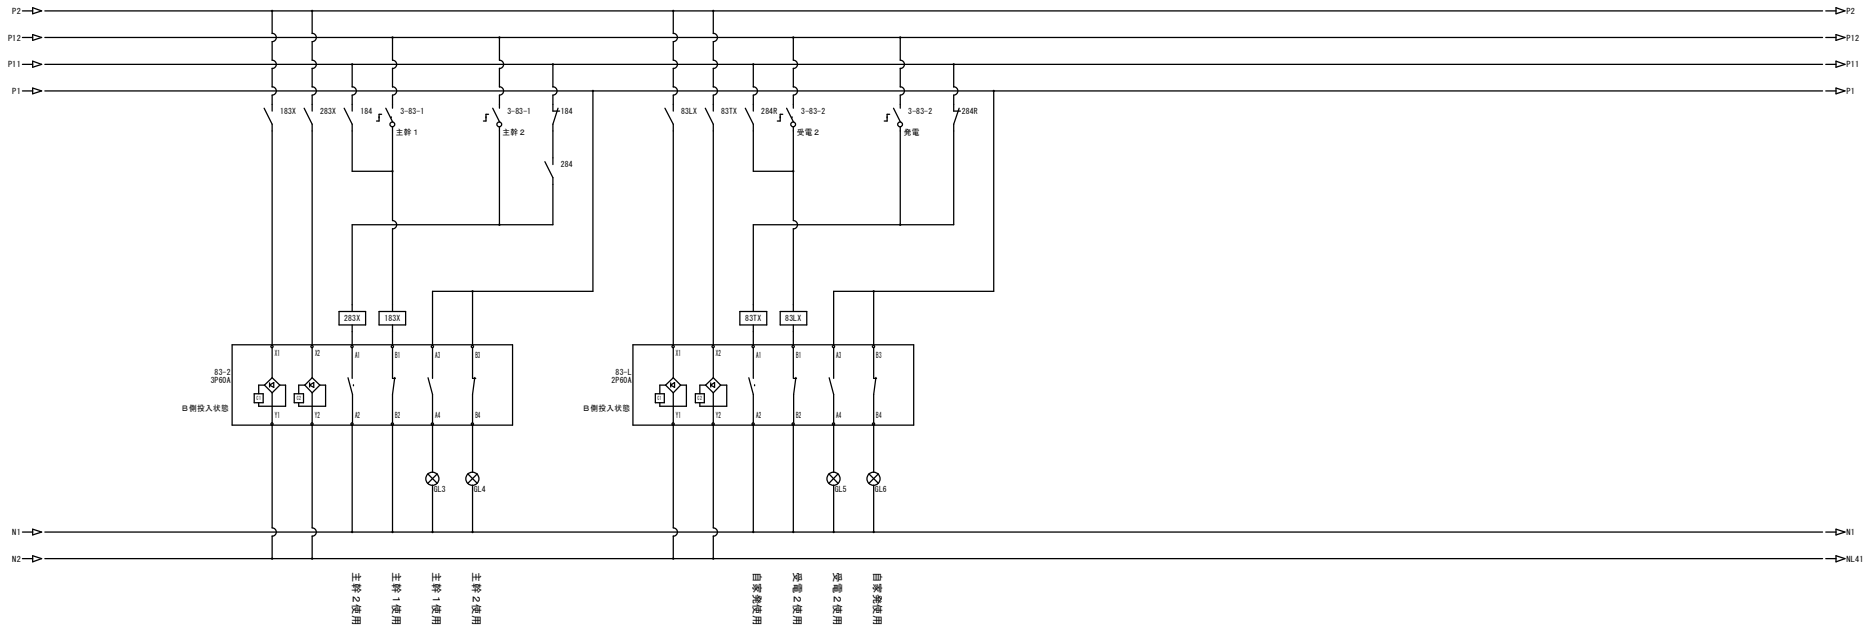 P2
P2
P12
P12
P11
P11
P1
P1
183X
283X
184
3-83-1
主幹1
3-83-1
主幹2
184
284
83LX
83TX
284R
3-83-2
受電2
3-83-2
発電
284R
283X
183X
83TX
83LX
83-2
3P60A
B側投入状態
X1
X2
A1
B1
A3
B3
C1
C2
Y1
Y2
A2
B2
A4
B4
83-L
2P60A
B側投入状態
X1
X2
A1
B1
A3
B3
C1
C2
Y1
Y2
A2
B2
A4
B4
GL3
GL4
GL5
GL6
N1
N1
N2
NL41
主幹2使用
主幹1使用
主幹1使用
主幹2使用
自家発使用
受電2使用
受電2使用
自家発使用